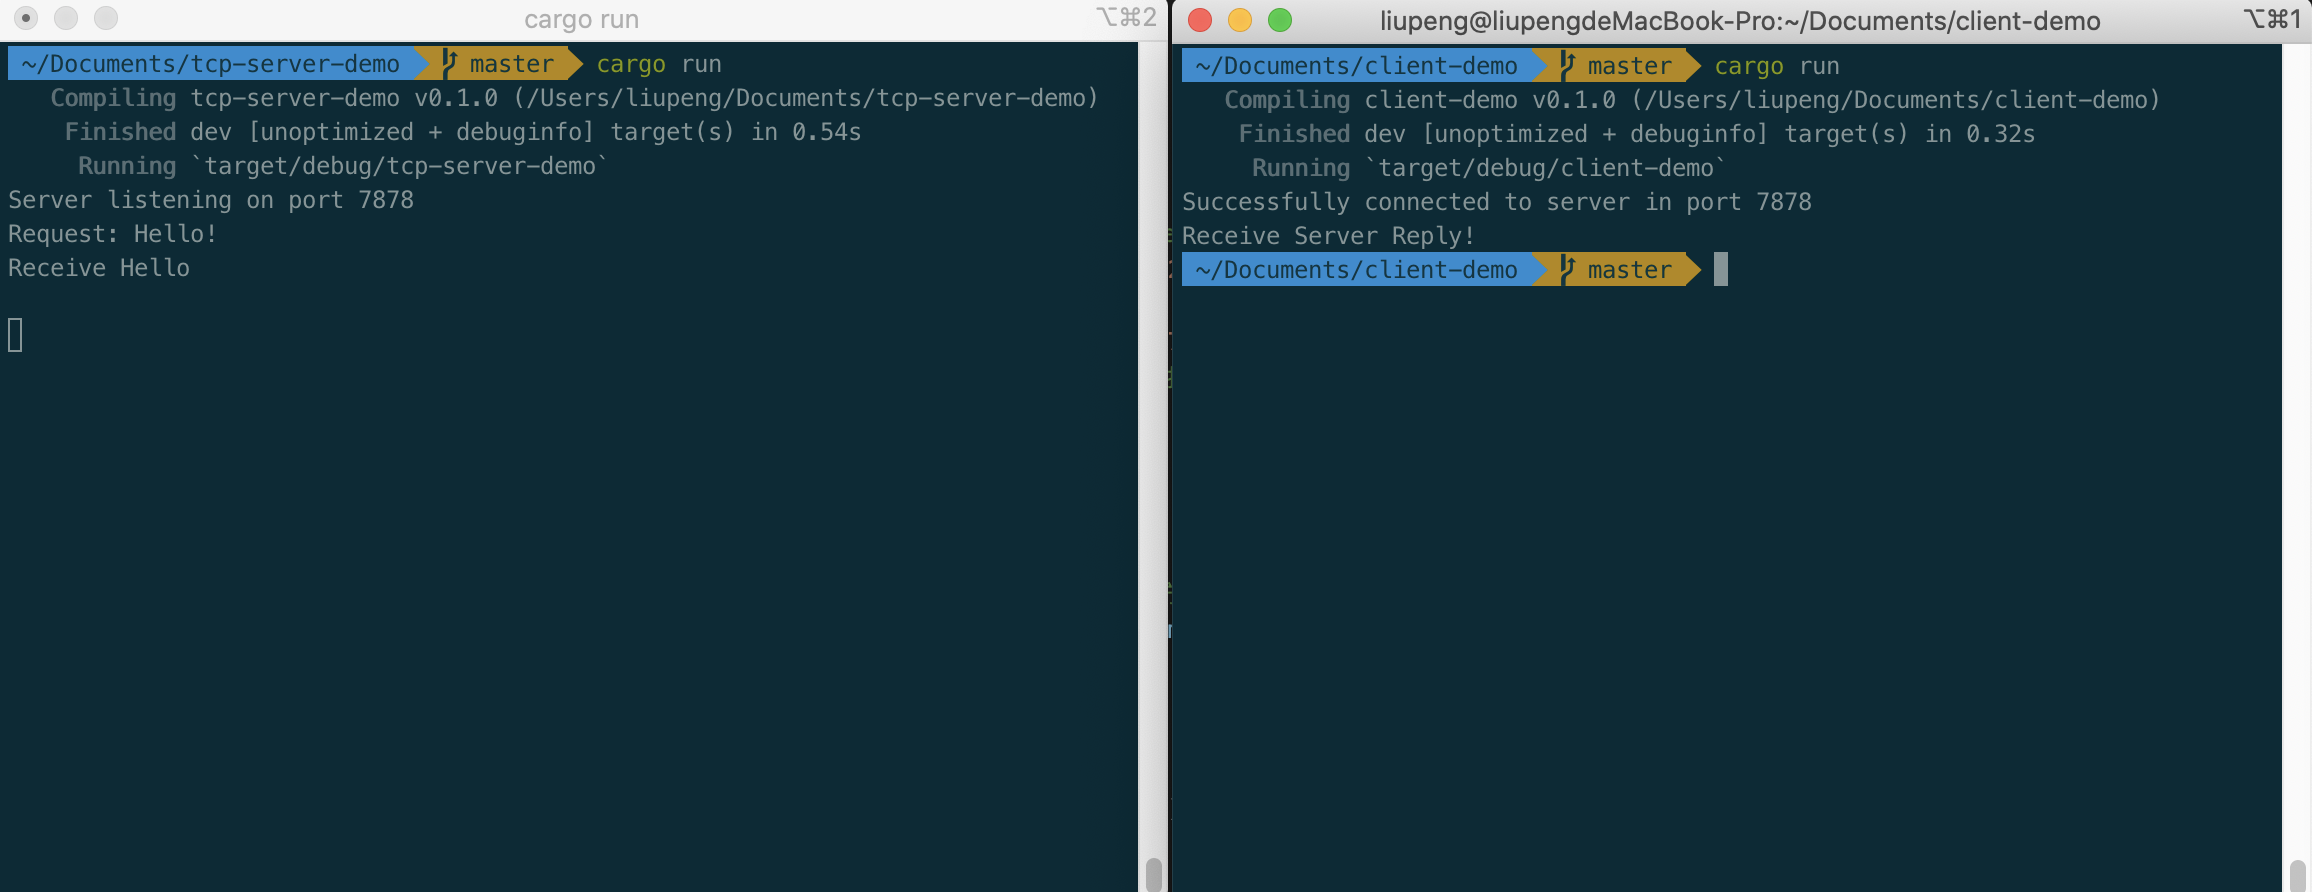 cargo run
⌥⌘2
~/Documents/tcp-server-demo master cargo run
Compiling tcp-server-demo v0.1.0 (/Users/liupeng/Documents/tcp-server-demo)
Finished dev [unoptimized + debuginfo] target(s) in 0.54s
Running `target/debug/tcp-server-demo`
Server listening on port 7878
Request: Hello!
Receive Hello
liupeng@liupengdeMacBook-Pro:~/Documents/client-demo
⌥⌘1
~/Documents/client-demo master cargo run
Compiling client-demo v0.1.0 (/Users/liupeng/Documents/client-demo)
Finished dev [unoptimized + debuginfo] target(s) in 0.32s
Running `target/debug/client-demo`
Successfully connected to server in port 7878
Receive Server Reply!
~/Documents/client-demo master